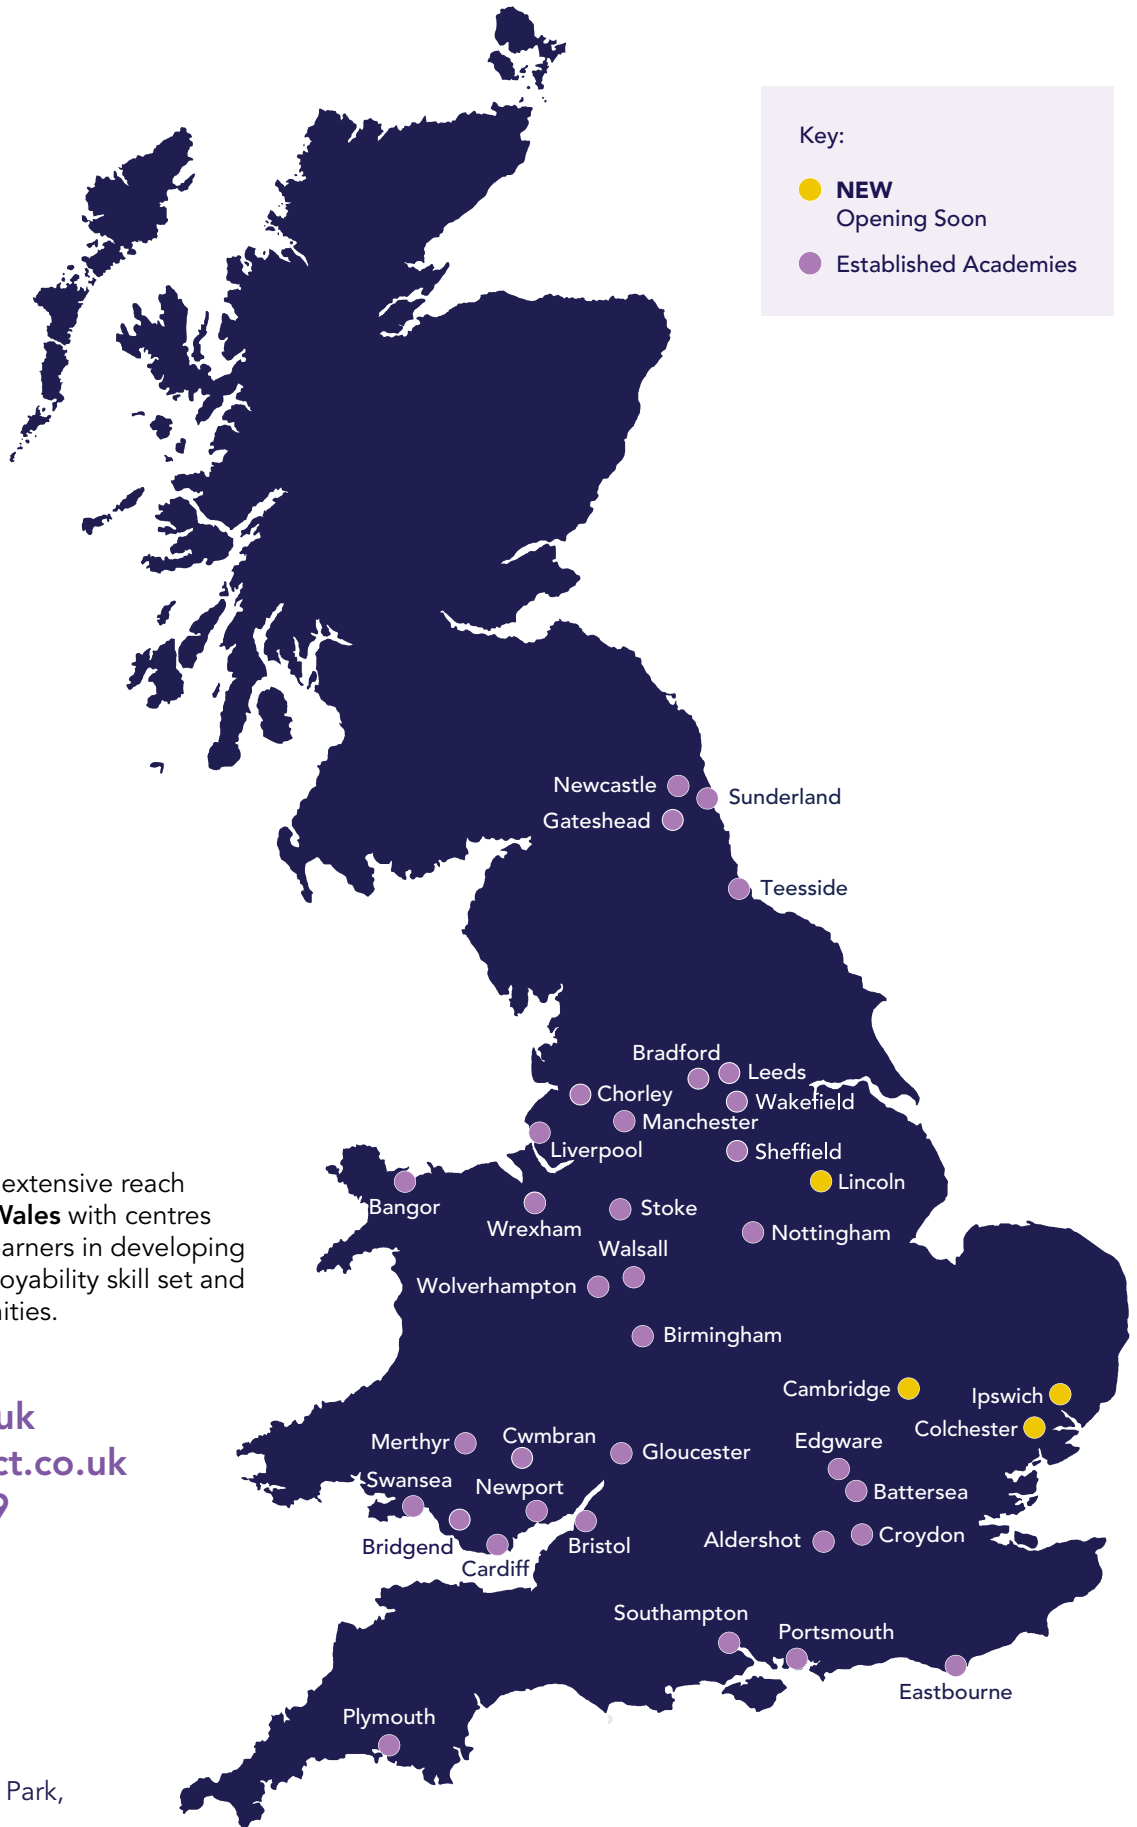 Key:
NEW
Opening Soon
Established Academies
Newcastle
Sunderland
Gateshead
Teesside
Bradford
Leeds
Chorley
Wakefield
Manchester
Liverpool
Sheffield
Lincoln
Bangor
Wrexham
Stoke
Nottingham
Walsall
Wolverhampton
Birmingham
Cambridge
Ipswich
Colchester
Merthyr
Cwmbran
Gloucester
Edgware
Swansea
Newport
Battersea
Bridgend
Cardiff
Bristol
Aldershot
Croydon
Southampton
Portsmouth
Eastbourne
Plymouth
extensive reach
Wales with centres
earners in developing
oyability skill set and
nities.
uk
ct.co.uk
9
Park,